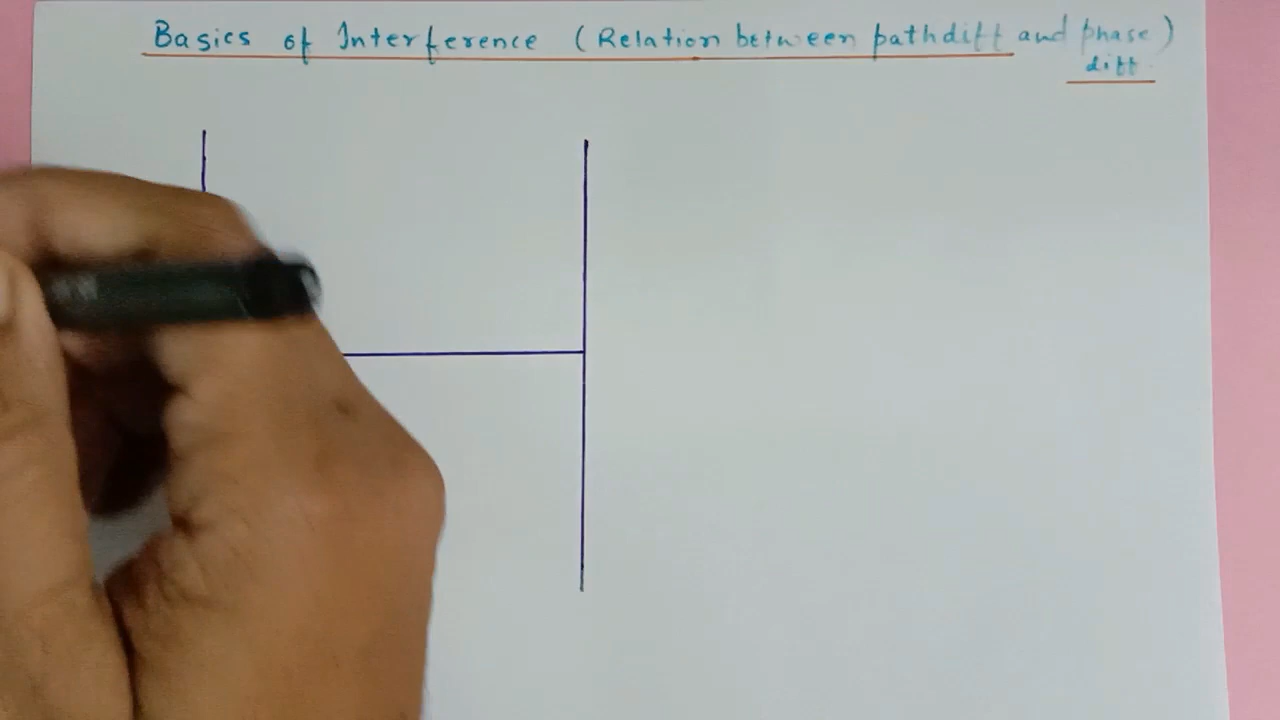 Basics of Interference (Relation between pathdiff and phase)
diff